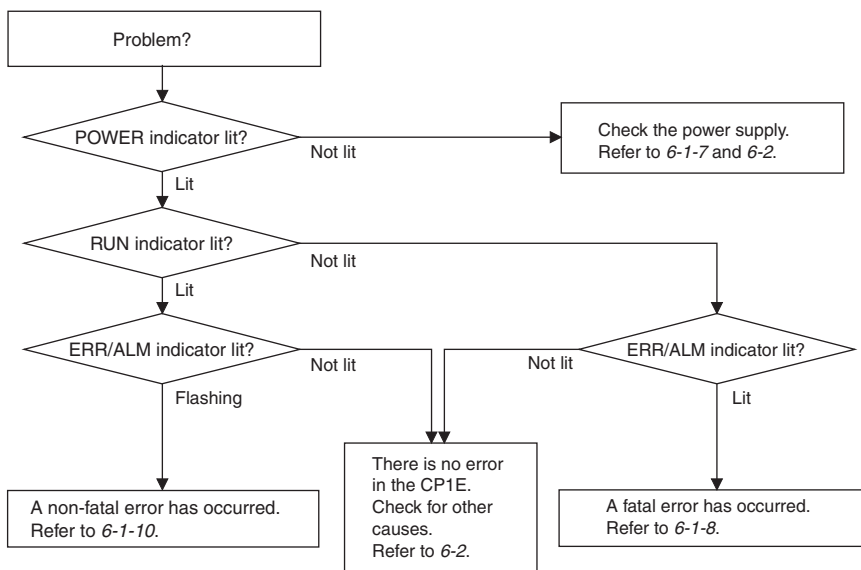 Problem?
POWER indicator lit?
Not lit
Check the power supply.
Refer to 6-1-7 and 6-2.
Lit
RUN indicator lit?
Not lit
Lit
ERR/ALM indicator lit?
Not lit
Flashing
ERR/ALM indicator lit?
Not lit
Lit
A non-fatal error has occurred.
Refer to 6-1-10.
There is no error
in the CP1E.
Check for other
causes.
Refer to 6-2.
A fatal error has occurred.
Refer to 6-1-8.